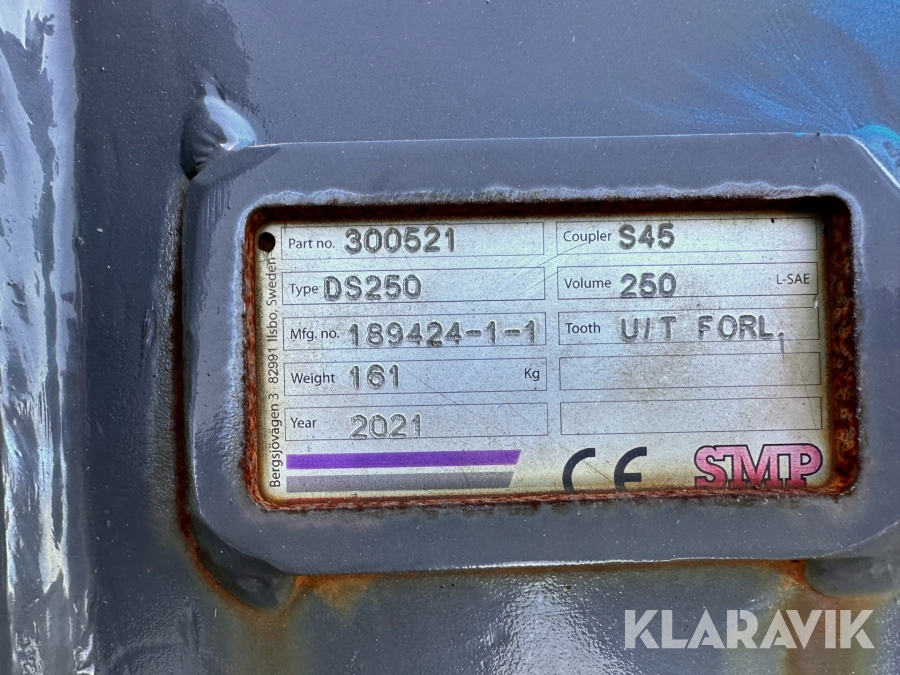 Part no. 300521
Coupler S45
Type DS250
Volume 250 L-SAE
Mfg. no. 189424-1-1
Tooth U/T FORL,
Weight 161 Kg
Year 2021
Bergsjövägen 3 82991 Ilsbo, Sweden
CE SMP
KLARAVIK